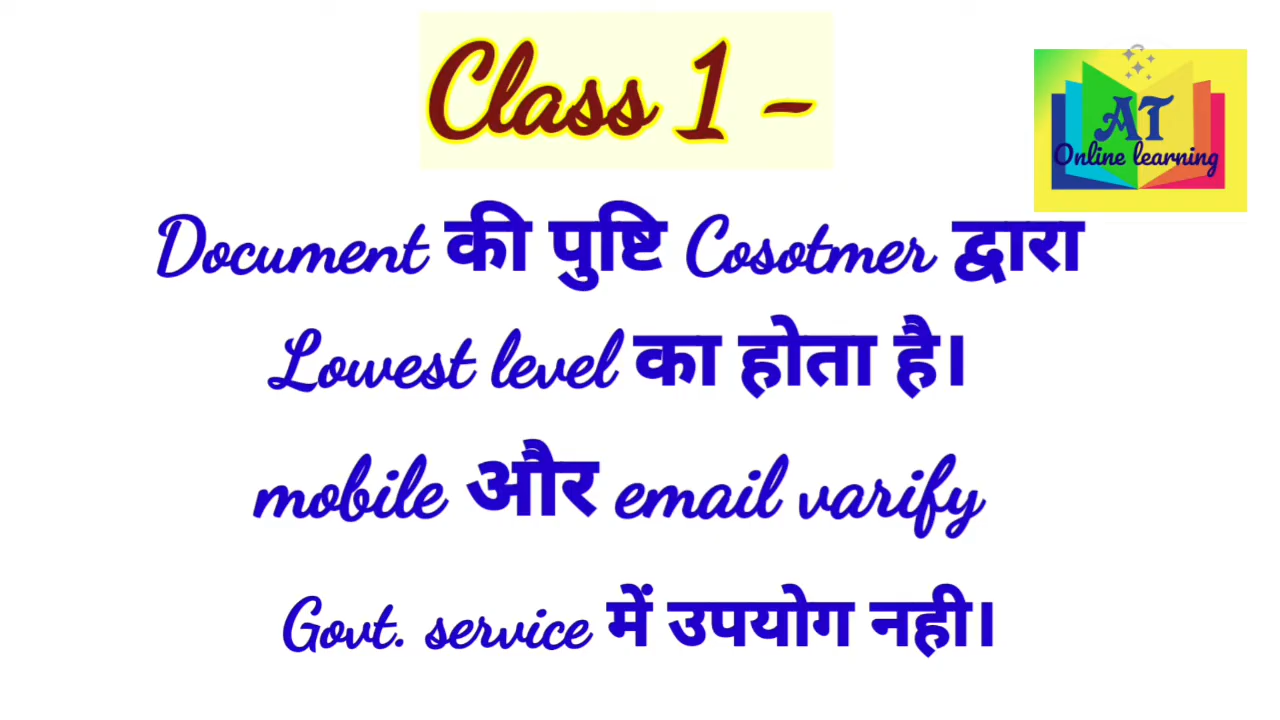 Class 1 -
AT
Online learning
Document की पुष्टि Cosotmer द्वारा
Lowest level का होता है।
mobile और email varify
Govt. service में उपयोग नही।